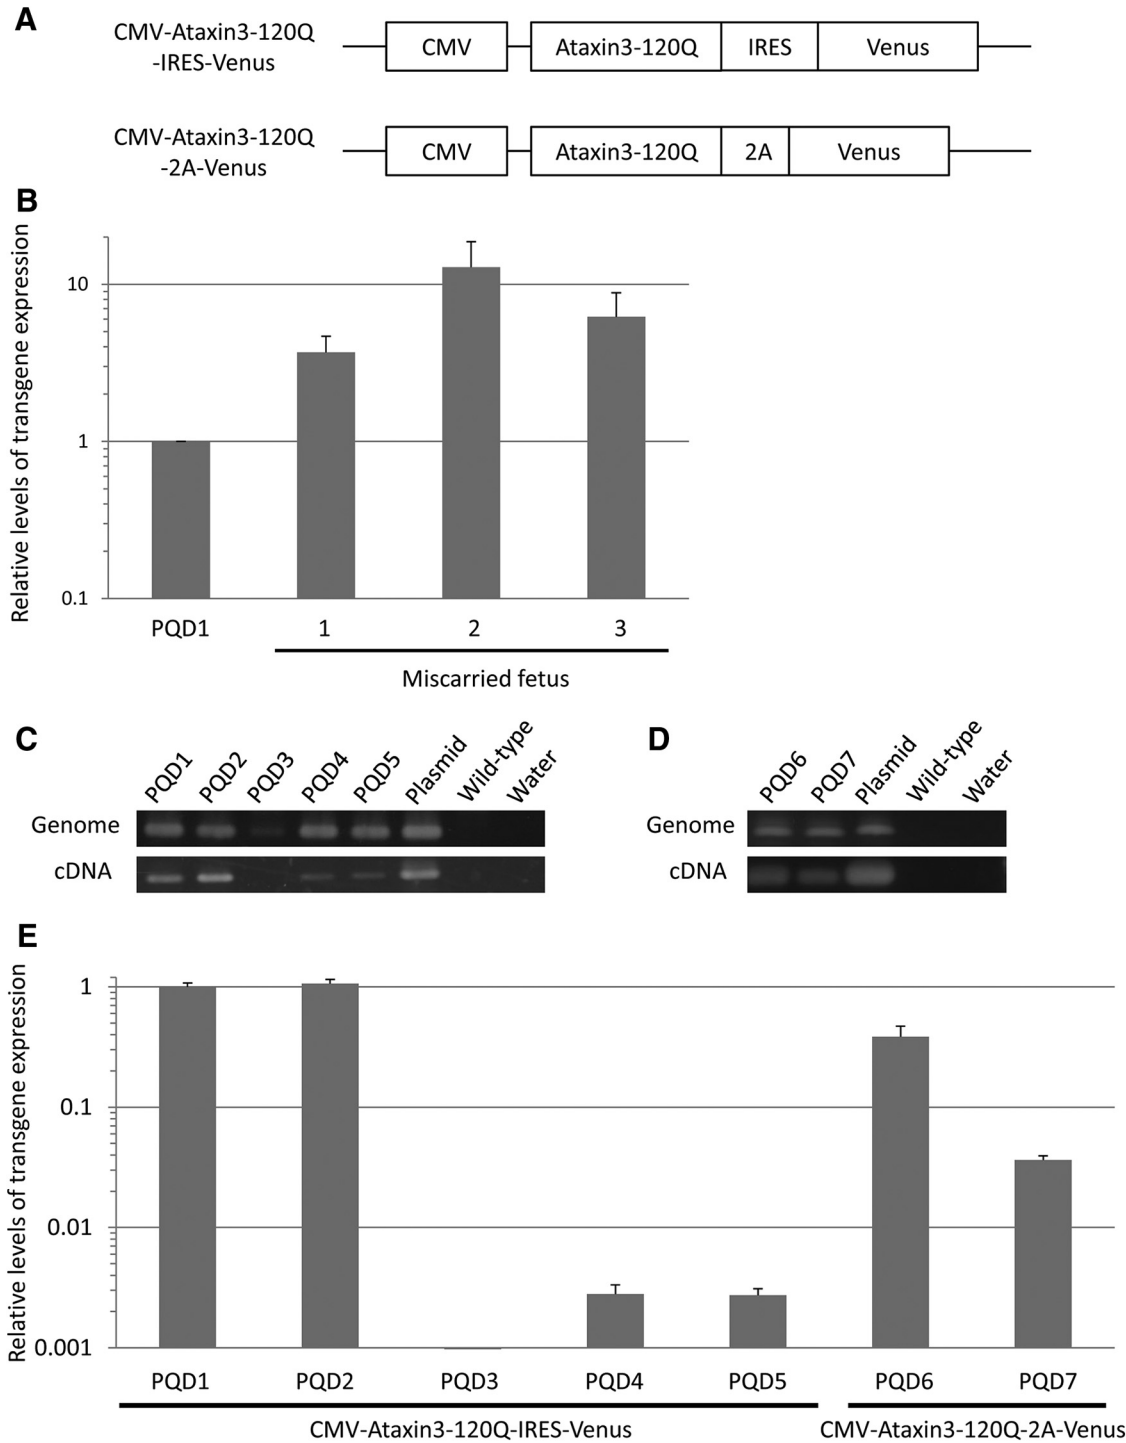 A
CMV-Ataxin3-120Q
-IRES-Venus
CMV
Ataxin3-120Q
IRES
Venus
CMV-Ataxin3-120Q
-2A-Venus
CMV
Ataxin3-120Q
2A
Venus
B
Relative levels of transgene expression
10
1
0.1
PQD1
1
2
3
Miscarried fetus
C
PQD1
PQD2
PQD3
PQD4
PQD5
Plasmid
Wild-type
Water
Genome
cDNA
D
PQD6
PQD7
Plasmid
Wild-type
Water
Genome
cDNA
E
Relative levels of transgene expression
1
0.1
0.01
0.001
PQD1
PQD2
PQD3
PQD4
PQD5
PQD6
PQD7
CMV-Ataxin3-120Q-IRES-Venus
CMV-Ataxin3-120Q-2A-Venus